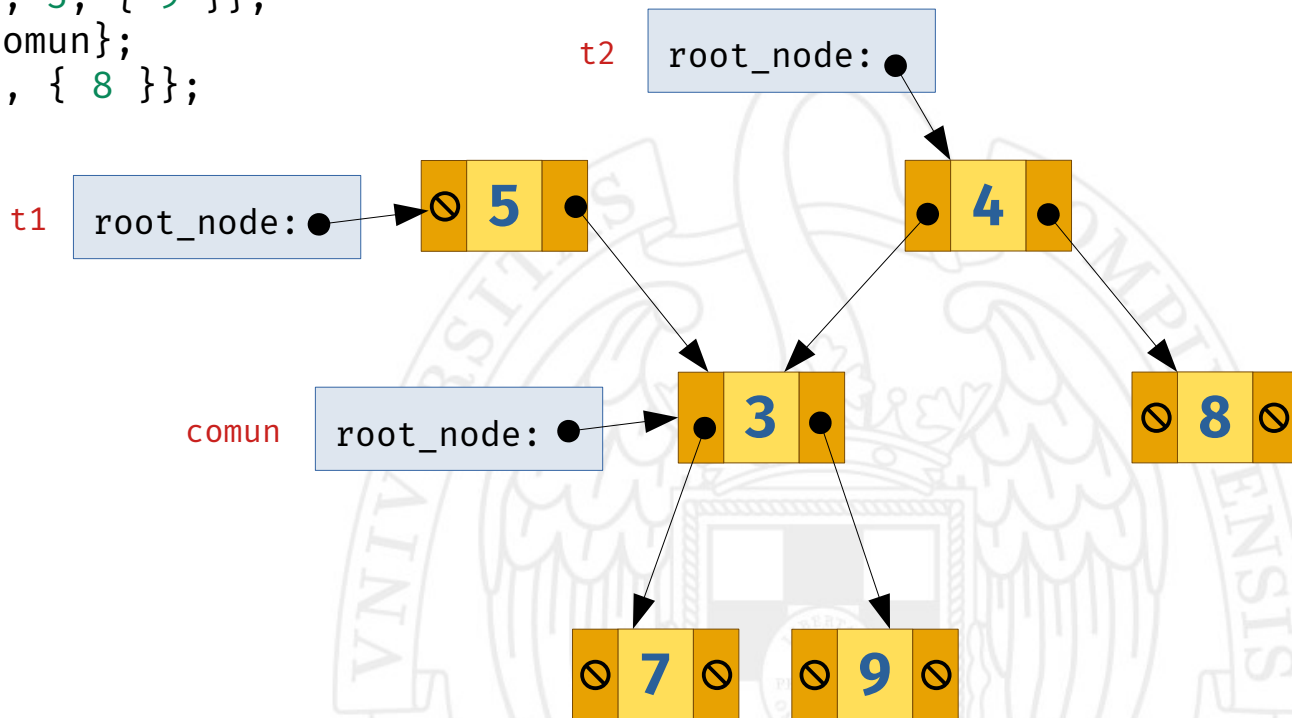 , 3, { 9 }};
omun};
, { 8 }};
t2 root_node:
t1 root_node: 5 4
comun root_node: 3 8
7 9